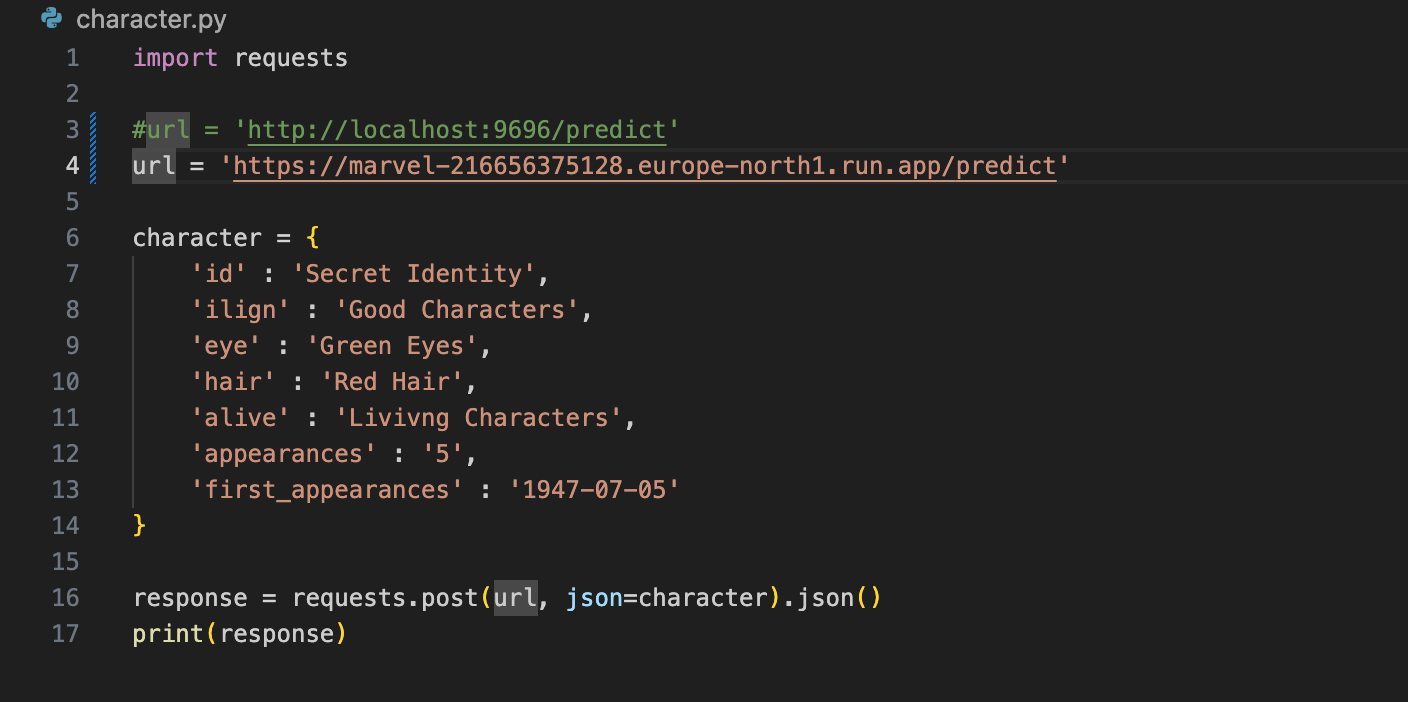 character.py
1 import requests
2
3 #url = 'http://localhost:9696/predict'
4 url = 'https://marvel-216656375128.europe-north1.run.app/predict'
5
6 character = {
7     'id' : 'Secret Identity',
8     'ilign' : 'Good Characters',
9     'eye' : 'Green Eyes',
10     'hair' : 'Red Hair',
11     'alive' : 'Livivng Characters',
12     'appearances' : '5',
13     'first_appearances' : '1947-07-05'
14 }
15
16 response = requests.post(url, json=character).json()
17 print(response)